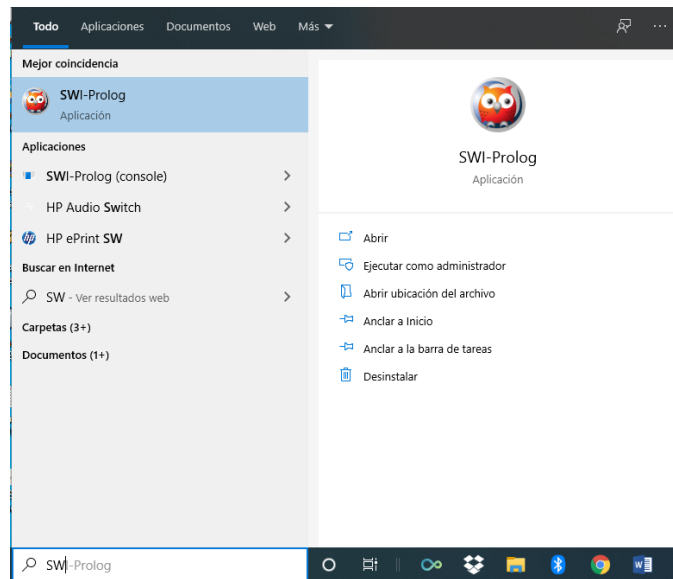 Todo Aplicaciones Documentos Web Más
Mejor coincidencia
SWI-Prolog
Aplicación
Aplicaciones
SWI-Prolog (console)
HP Audio Switch
HP ePrint SW
Buscar en Internet
SW - Ver resultados web
Carpetas (3+)
Documentos (1+)
SWI-Prolog
Aplicación
Abrir
Ejecutar como administrador
Abrir ubicación del archivo
Anclar a Inicio
Anclar a la barra de tareas
Desinstalar
SWI-Prolog